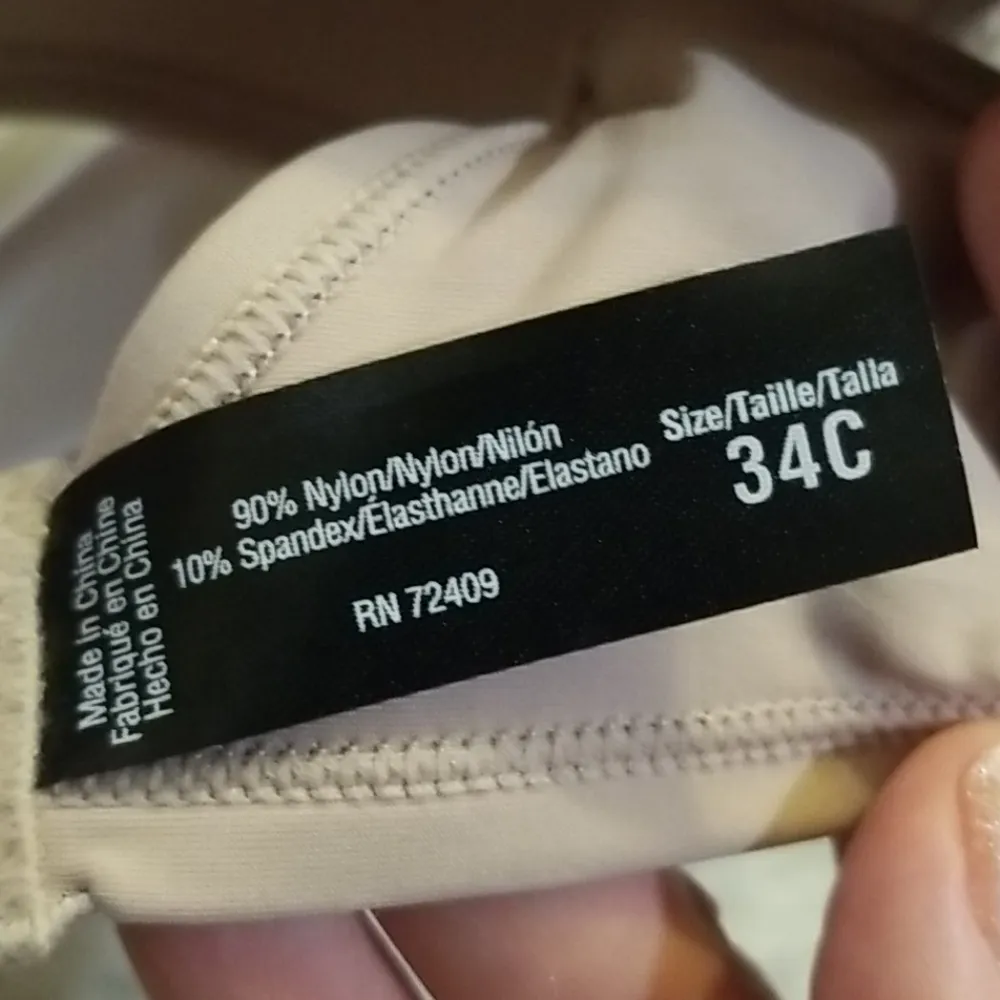 Made in China
Fabriqué en Chine
Hecho en China
90% Nylon/Nylon/Nilón
10% Spandex/Élasthanne/Elastano
RN 72409
Size/Taille/Talla
34C